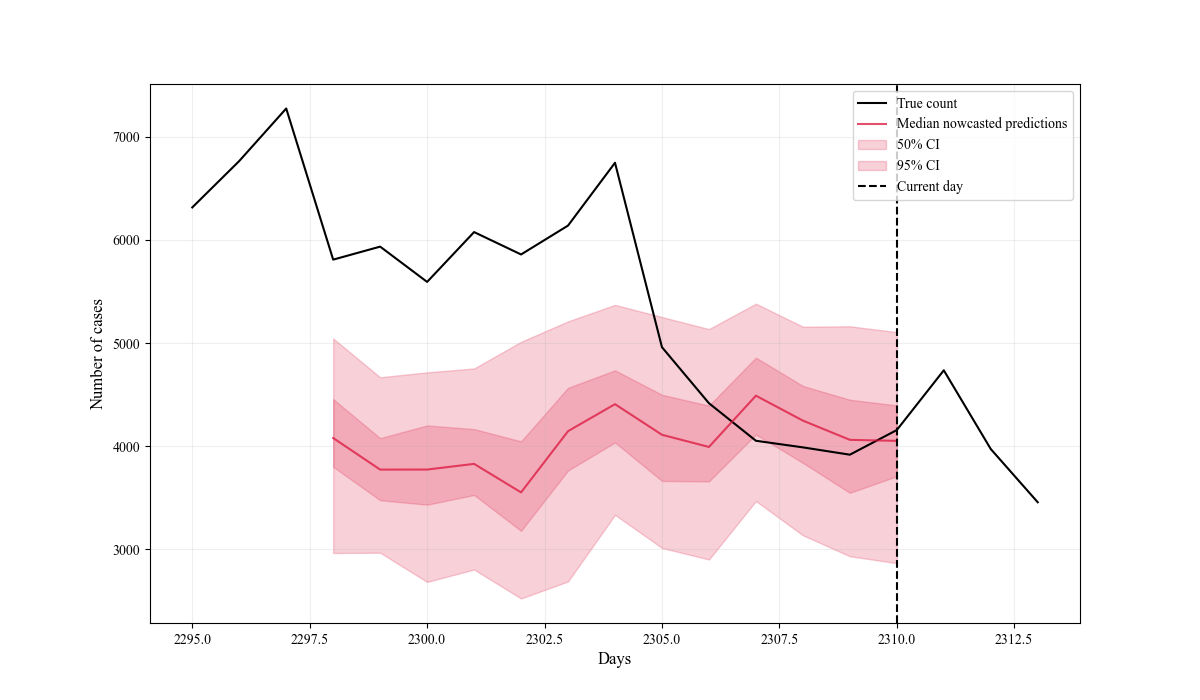 True count
Median nowcasted predictions
50% CI
95% CI
Current day
Number of cases
7000
6000
5000
4000
3000
2295.0 2297.5 2300.0 2302.5 2305.0 2307.5 2310.0 2312.5
Days